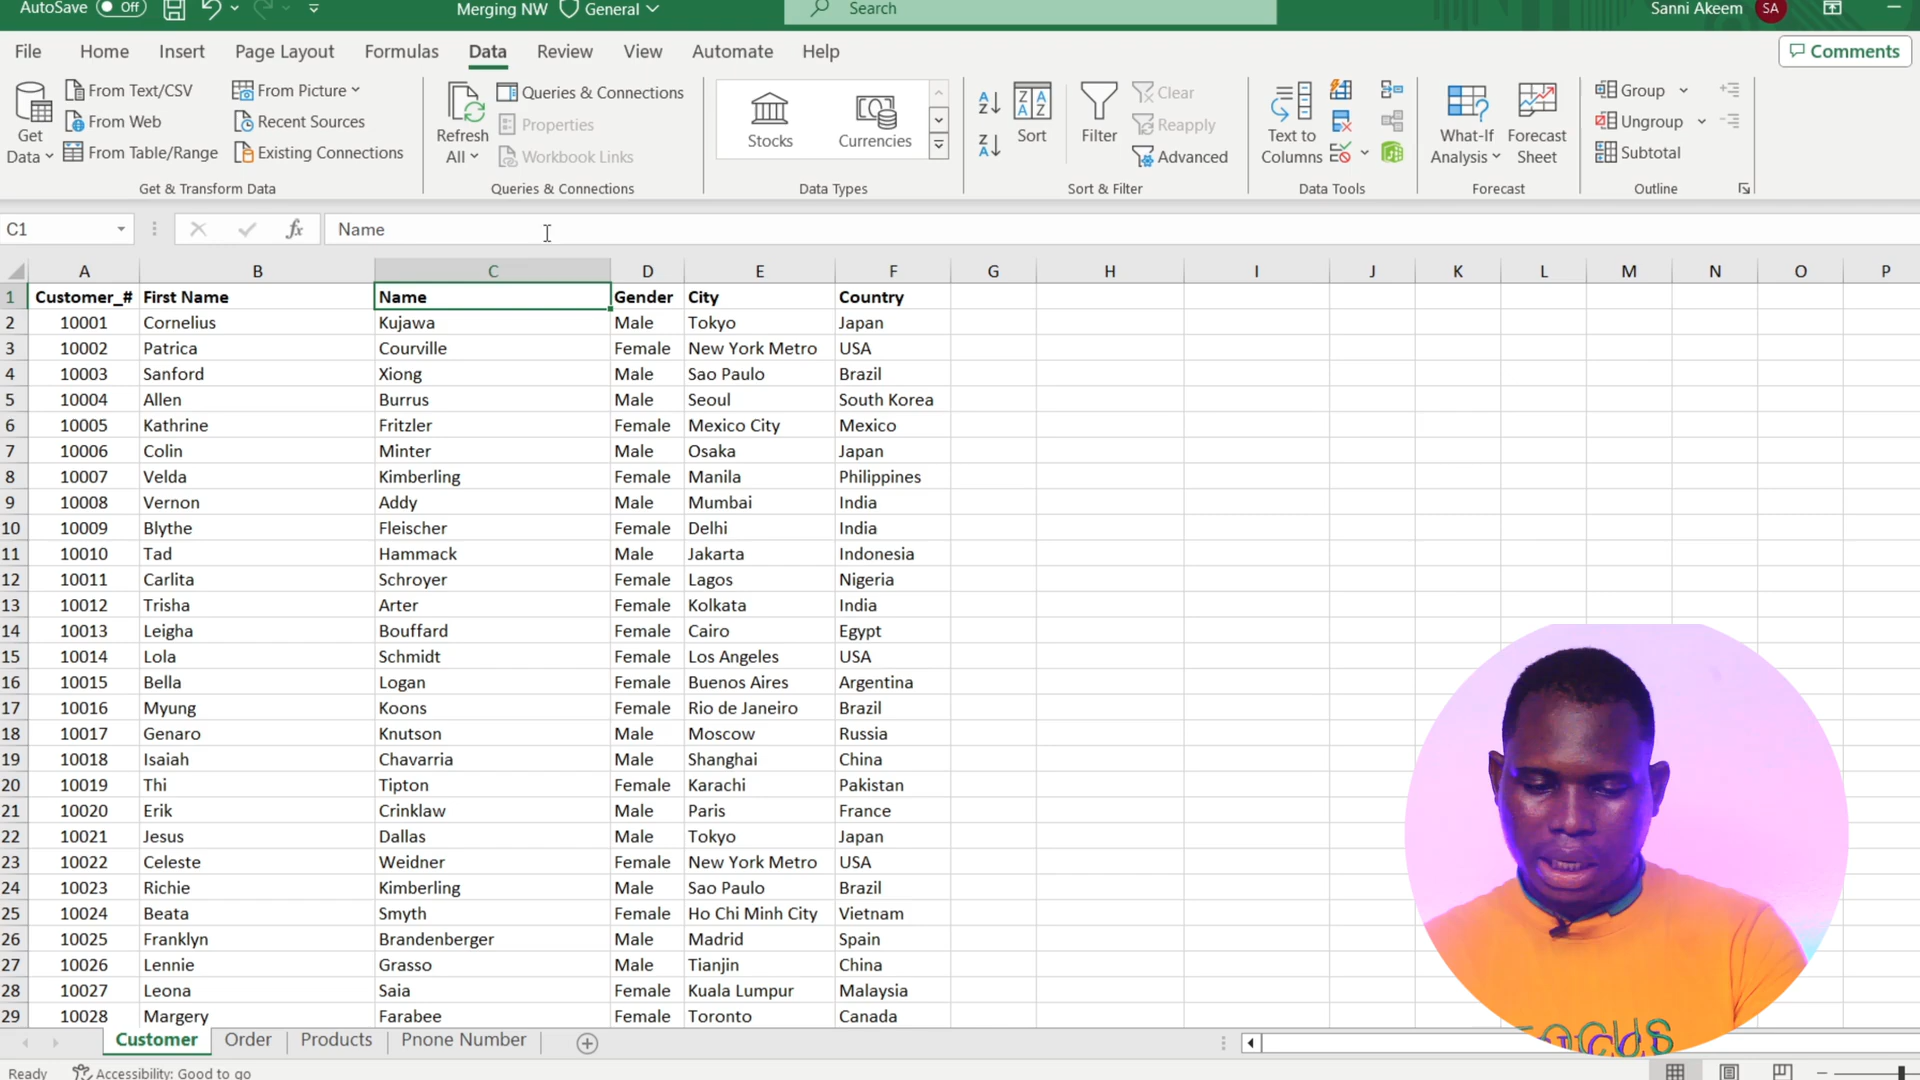 AutoSave Off Merging NW General Search Sanni Akeem SA
File Home Insert Page Layout Formulas Data Review View Automate Help Comments
Get Data
From Text/CSV
From Web
From Table/Range
From Picture
Recent Sources
Existing Connections
Get & Transform Data
Refresh All
Queries & Connections
Properties
Workbook Links
Queries & Connections
Stocks
Currencies
Data Types
Sort
Filter
Clear
Reapply
Advanced
Sort & Filter
Text to Columns
Data Tools
What-If Analysis
Forecast Sheet
Forecast
Group
Ungroup
Subtotal
Outline
C1 fx Name
A B C D E F G H I J K L M N O P
1 Customer_# First Name Name Gender City Country
2 10001 Cornelius Kujawa Male Tokyo Japan
3 10002 Patrica Courville Female New York Metro USA
4 10003 Sanford Xiong Male Sao Paulo Brazil
5 10004 Allen Burrus Male Seoul South Korea
6 10005 Kathrine Fritzler Female Mexico City Mexico
7 10006 Colin Minter Male Osaka Japan
8 10007 Velda Kimberling Female Manila Philippines
9 10008 Vernon Addy Male Mumbai India
10 10009 Blythe Fleischer Female Delhi India
11 10010 Tad Hammack Male Jakarta Indonesia
12 10011 Carlita Schroyer Female Lagos Nigeria
13 10012 Trisha Arter Female Kolkata India
14 10013 Leigha Bouffard Female Cairo Egypt
15 10014 Lola Schmidt Female Los Angeles USA
16 10015 Bella Logan Female Buenos Aires Argentina
17 10016 Myung Koons Female Rio de Janeiro Brazil
18 10017 Genaro Knutson Male Moscow Russia
19 10018 Isaiah Chavarria Male Shanghai China
20 10019 Thi Tipton Female Karachi Pakistan
21 10020 Erik Crinklaw Male Paris France
22 10021 Jesus Dallas Male Tokyo Japan
23 10022 Celeste Weidner Female New York Metro USA
24 10023 Richie Kimberling Male Sao Paulo Brazil
25 10024 Beata Smyth Female Ho Chi Minh City Vietnam
26 10025 Franklyn Brandenberger Male Madrid Spain
27 10026 Lennie Grasso Male Tianjin China
28 10027 Leona Saia Female Kuala Lumpur Malaysia
29 10028 Margery Farabee Female Toronto Canada
Customer Order Products Pnone Number
Ready Accessibility: Good to go